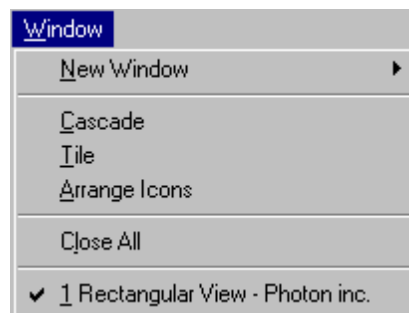 Window
New Window
Cascade
Tile
Arrange Icons
Close All
1 Rectangular View - Photon inc.